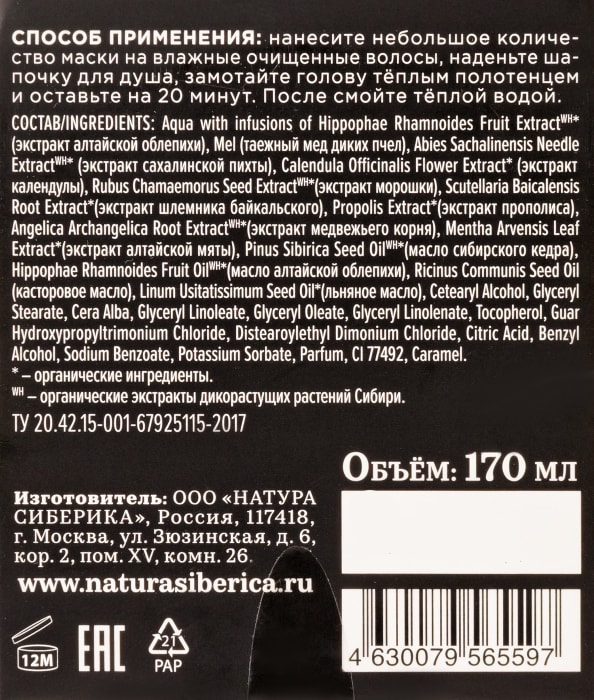 СПОСОБ ПРИМЕНЕНИЯ: нанесите небольшое количе-
ство маски на влажные очищенные волосы, наденьте ша-
почку для душа, замотайте голову тёплым полотенцем
и оставьте на 20 минут. После смойте тёплой водой.
СОСТАВ/INGREDIENTS: Aqua with infusions of Hippophae Rhamnoides Fruit Extractᵂᴴ*
(экстракт алтайской облепихи), Mel (таежный мед диких пчел), Abies Sachalinensis Needle
Extractᵂᴴ* (экстракт сахалинской пихты), Calendula Officinalis Flower Extract* (экстракт
календулы), Rubus Chamaemorus Seed Extractᵂᴴ*(экстракт морошки), Scutellaria Baicalensis
Root Extract*(экстракт шлемника байкальского), Propolis Extract*(экстракт прополиса),
Angelica Archangelica Root Extractᵂᴴ*(экстракт медвежьего корня), Mentha Arvensis Leaf
Extract*(экстракт алтайской мяты), Pinus Sibirica Seed Oilᵂᴴ*(масло сибирского кедра),
Hippophae Rhamnoides Fruit Oilᵂᴴ*(масло алтайской облепихи), Ricinus Communis Seed Oil
(касторовое масло), Linum Usitatissimum Seed Oil*(льняное масло), Cetearyl Alcohol, Glyceryl
Stearate, Cera Alba, Glyceryl Linoleate, Glyceryl Oleate, Glyceryl Linolenate, Tocopherol, Guar
Hydroxypropyltrimonium Chloride, Distearoylethyl Dimonium Chloride, Citric Acid, Benzyl
Alcohol, Sodium Benzoate, Potassium Sorbate, Parfum, CI 77492, Caramel.
* – органические ингредиенты.
ᵂᴴ – органические экстракты дикорастущих растений Сибири.
ТУ 20.42.15-001-67925115-2017
Объём: 170 мл
Изготовитель: ООО «НАТУРА
СИБЕРИКА», Россия, 117418,
г. Москва, ул. Зюзинская, д. 6,
кор. 2, пом. XV, комн. 26.
www.naturasiberica.ru
12M
EAC
21
PAP
4 630079 565597